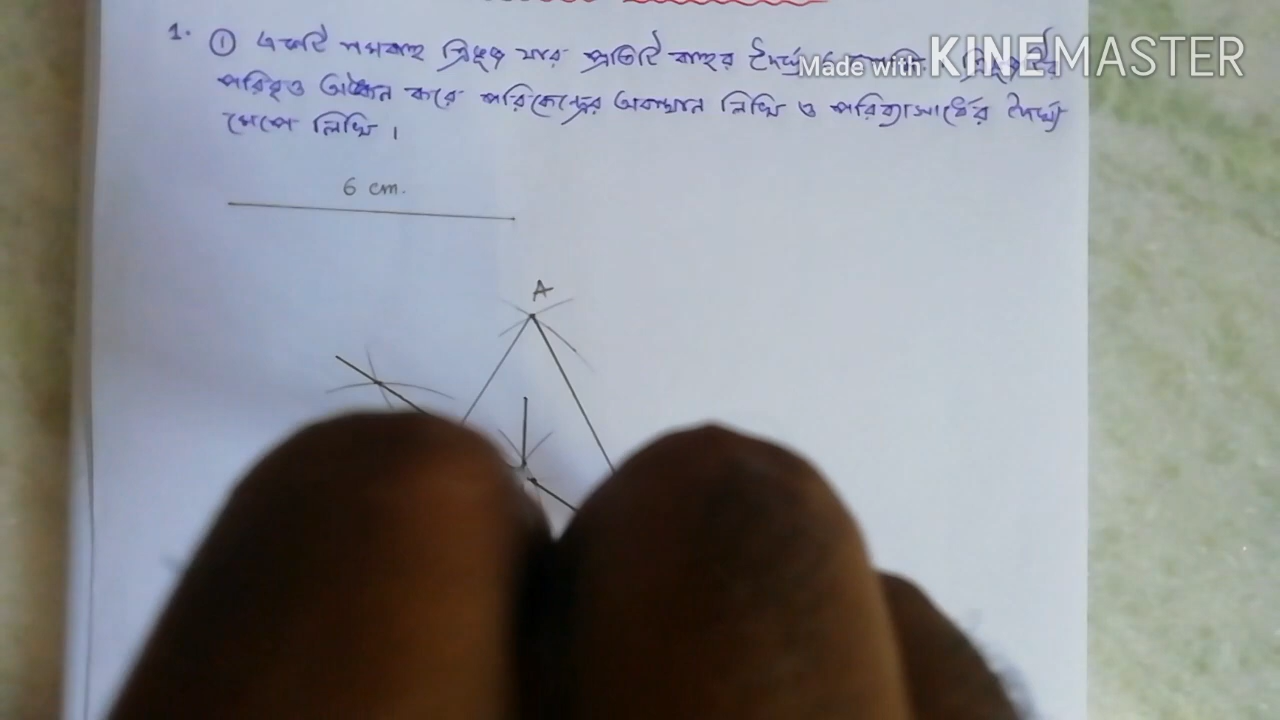 1. ① একটি সমবাহু ত্রিভুজ যার প্রতিটি বাহুর দৈর্ঘ্য
Made with KINEMASTER
পরিবৃত্ত অঙ্কন করে পরিকেন্দ্রের অবস্থান লিখি ও পরিব্যাসার্ধের দৈর্ঘ্য
মেপে লিখি।
6 cm.
A